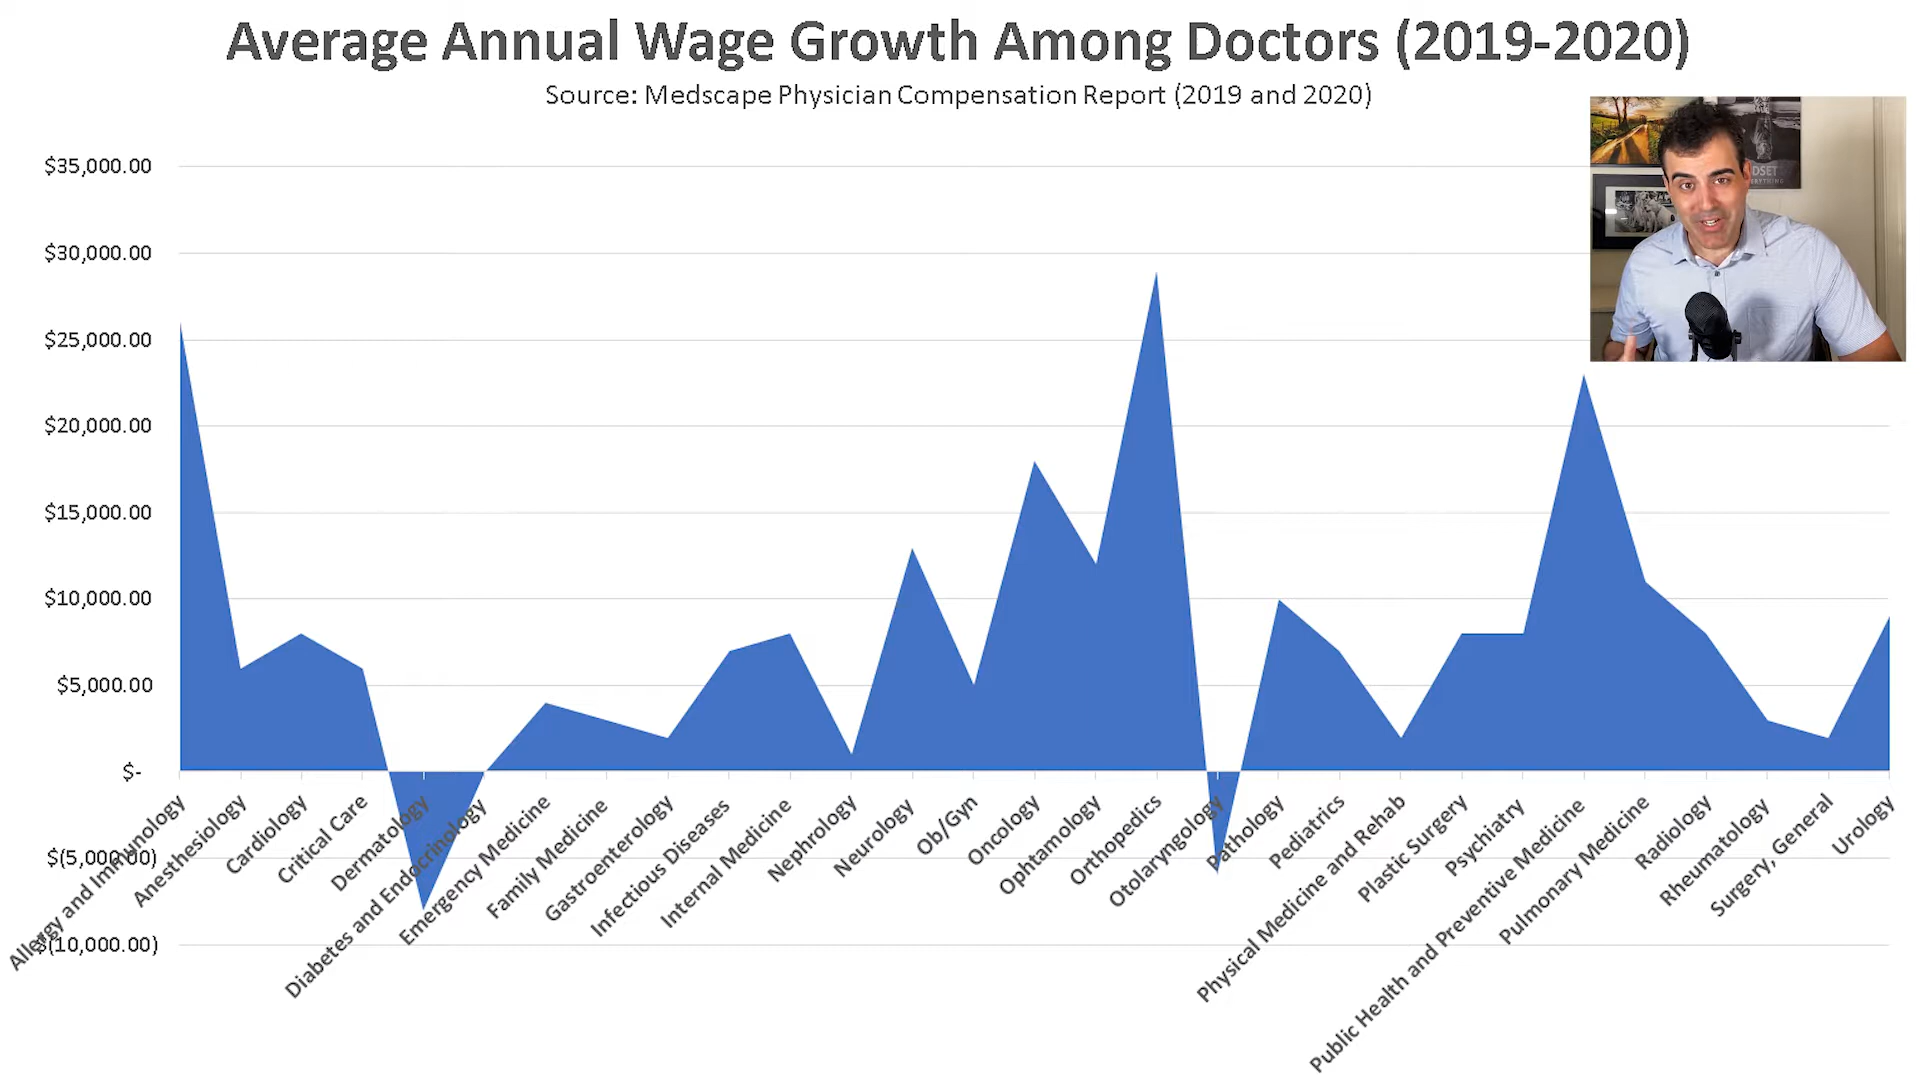 Average Annual Wage Growth Among Doctors (2019-2020)
Source: Medscape Physician Compensation Report (2019 and 2020)
$35,000.00
$30,000.00
$25,000.00
$20,000.00
$15,000.00
$10,000.00
$5,000.00
$-
$(5,000.00)
$(10,000.00)
Allergy and Immunology
Anesthesiology
Cardiology
Critical Care
Dermatology
Diabetes and Endocrinology
Emergency Medicine
Family Medicine
Gastroenterology
Infectious Diseases
Internal Medicine
Nephrology
Neurology
Ob/Gyn
Oncology
Ophtamology
Orthopedics
Otolaryngology
Pathology
Pediatrics
Physical Medicine and Rehab
Plastic Surgery
Psychiatry
Public Health and Preventive Medicine
Pulmonary Medicine
Radiology
Rheumatology
Surgery, General
Urology